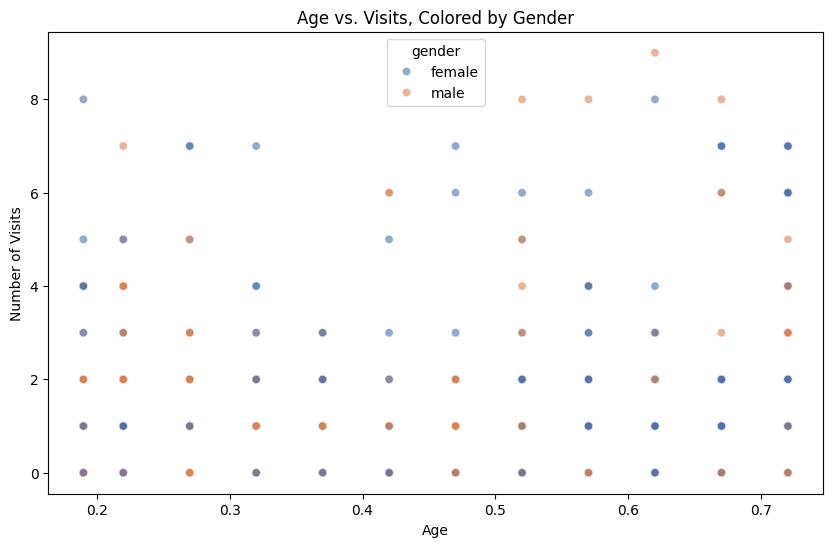 Age vs. Visits, Colored by Gender
gender
female
male
Number of Visits
8
6
4
2
0
0.2 0.3 0.4 0.5 0.6 0.7
Age